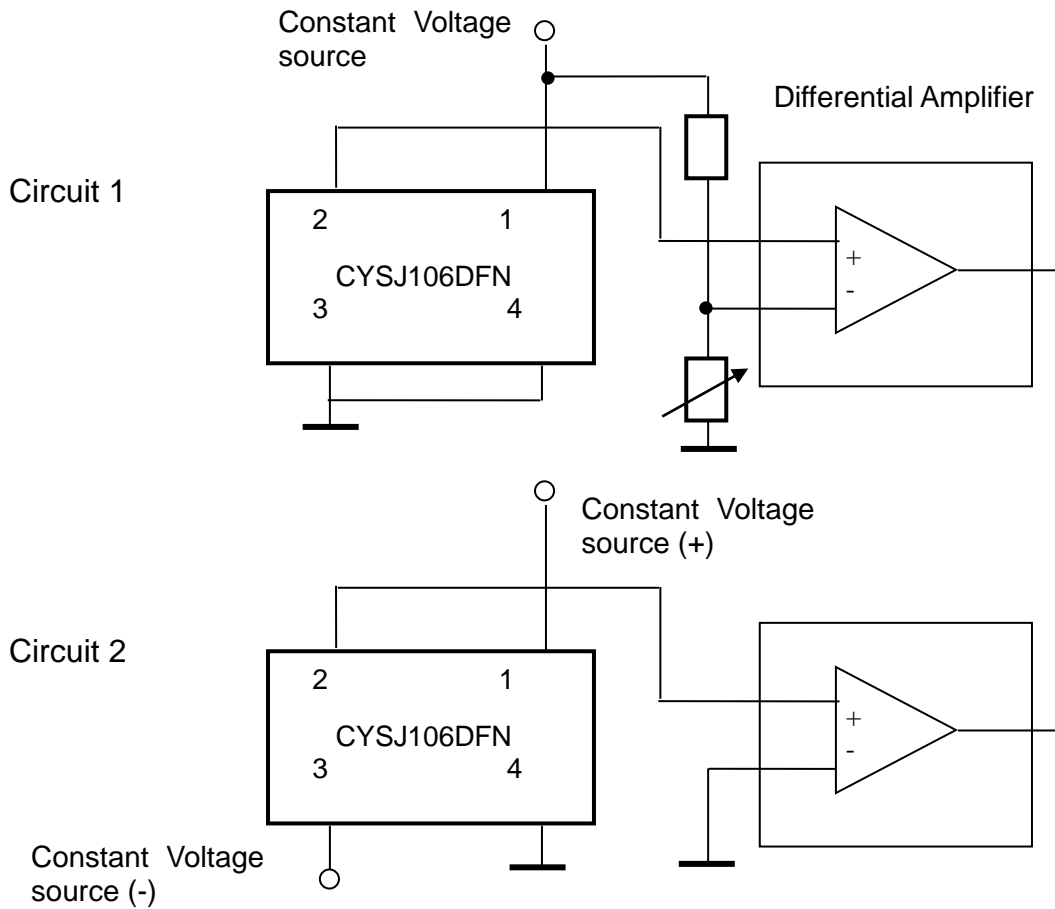 Constant Voltage
source
Differential Amplifier
Circuit 1
2 1
CYSJ106DFN
3 4
+
-
Constant Voltage
source (+)
Circuit 2
2 1
CYSJ106DFN
3 4
+
-
Constant Voltage
source (-)